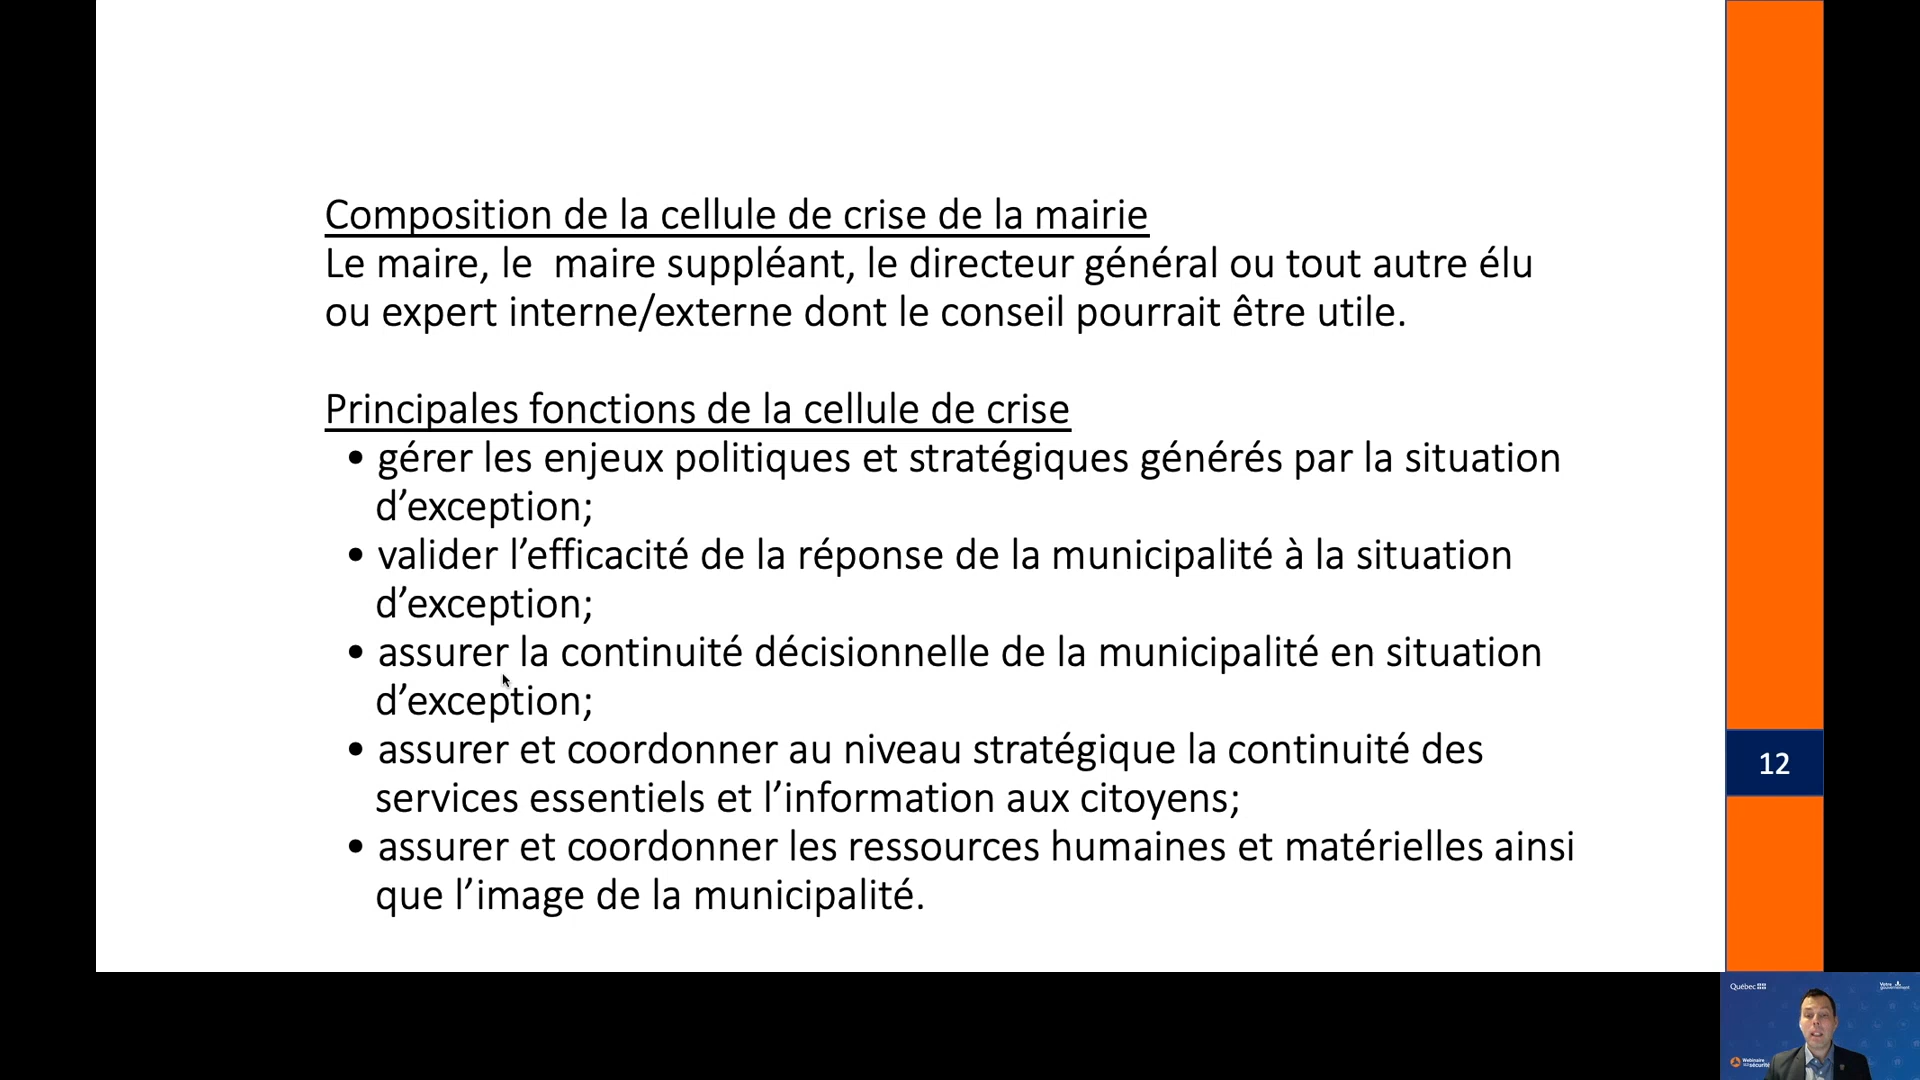 Composition de la cellule de crise de la mairie
Le maire, le  maire suppléant, le directeur général ou tout autre élu
ou expert interne/externe dont le conseil pourrait être utile.
Principales fonctions de la cellule de crise
• gérer les enjeux politiques et stratégiques générés par la situation
d’exception;
• valider l’efficacité de la réponse de la municipalité à la situation
d’exception;
• assurer la continuité décisionnelle de la municipalité en situation
d’exception;
• assurer et coordonner au niveau stratégique la continuité des
services essentiels et l’information aux citoyens;
• assurer et coordonner les ressources humaines et matérielles ainsi
que l’image de la municipalité.
12
Québec
Votre
gouvernement
Webinaire